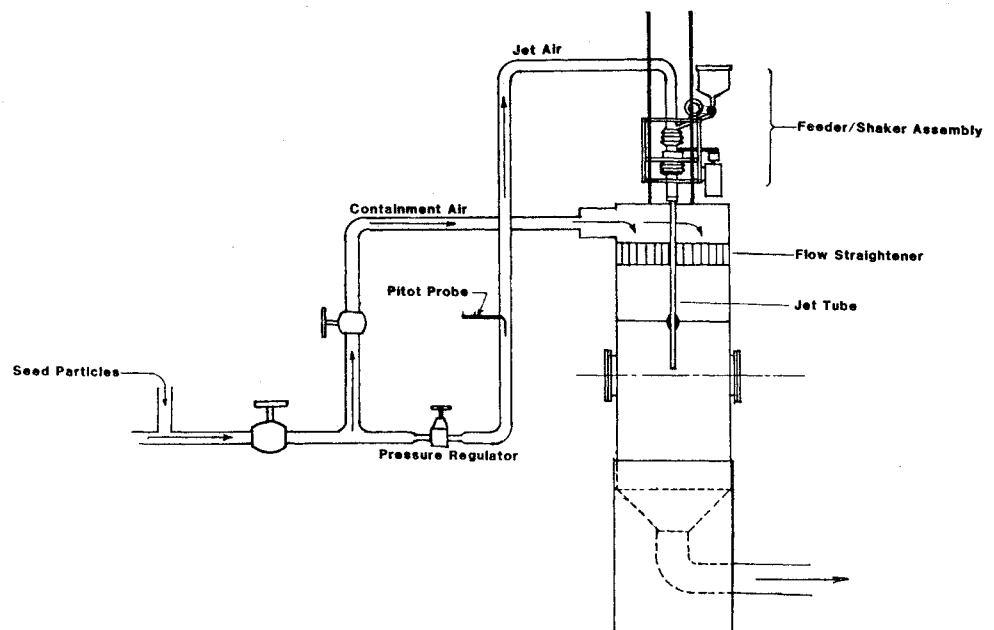 Jet Air
Feeder/Shaker Assembly
Containment Air
Flow Straightener
Pitot Probe
Jet Tube
Seed Particles
Pressure Regulator